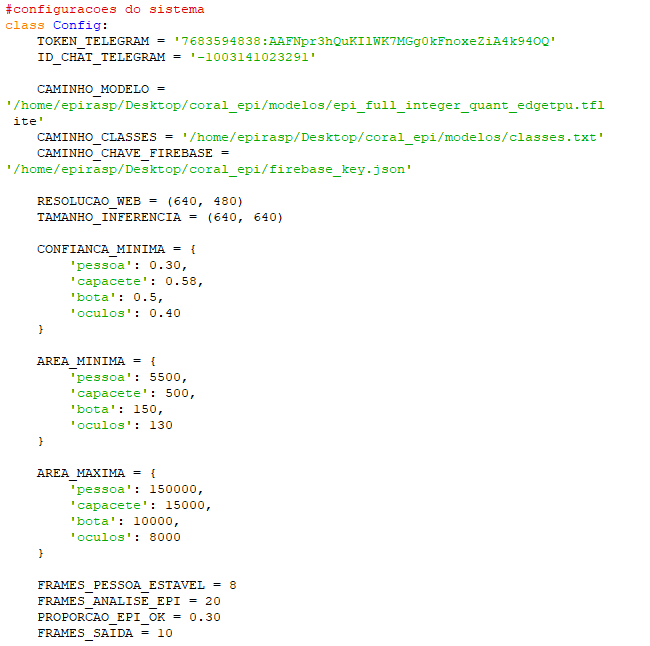 #configuracoes do sistema
class Config:
    TOKEN_TELEGRAM = '7683594838:AAFNpr3hQuKIlWK7MGg0kFnoxeZiA4k94OQ'
    ID_CHAT_TELEGRAM = '-1003141023291'

    CAMINHO_MODELO =
'/home/epirasp/Desktop/coral_epi/modelos/epi_full_integer_quant_edgetpu.tfl
 ite'
    CAMINHO_CLASSES = '/home/epirasp/Desktop/coral_epi/modelos/classes.txt'
    CAMINHO_CHAVE_FIREBASE =
'/home/epirasp/Desktop/coral_epi/firebase_key.json'

    RESOLUCAO_WEB = (640, 480)
    TAMANHO_INFERENCIA = (640, 640)

    CONFIANCA_MINIMA = {
        'pessoa': 0.30,
        'capacete': 0.58,
        'bota': 0.5,
        'oculos': 0.40
    }

    AREA_MINIMA = {
        'pessoa': 5500,
        'capacete': 500,
        'bota': 150,
        'oculos': 130
    }

    AREA_MAXIMA = {
        'pessoa': 150000,
        'capacete': 15000,
        'bota': 10000,
        'oculos': 8000
    }

    FRAMES_PESSOA_ESTAVEL = 8
    FRAMES_ANALISE_EPI = 20
    PROPORCAO_EPI_OK = 0.30
    FRAMES_SAIDA = 10